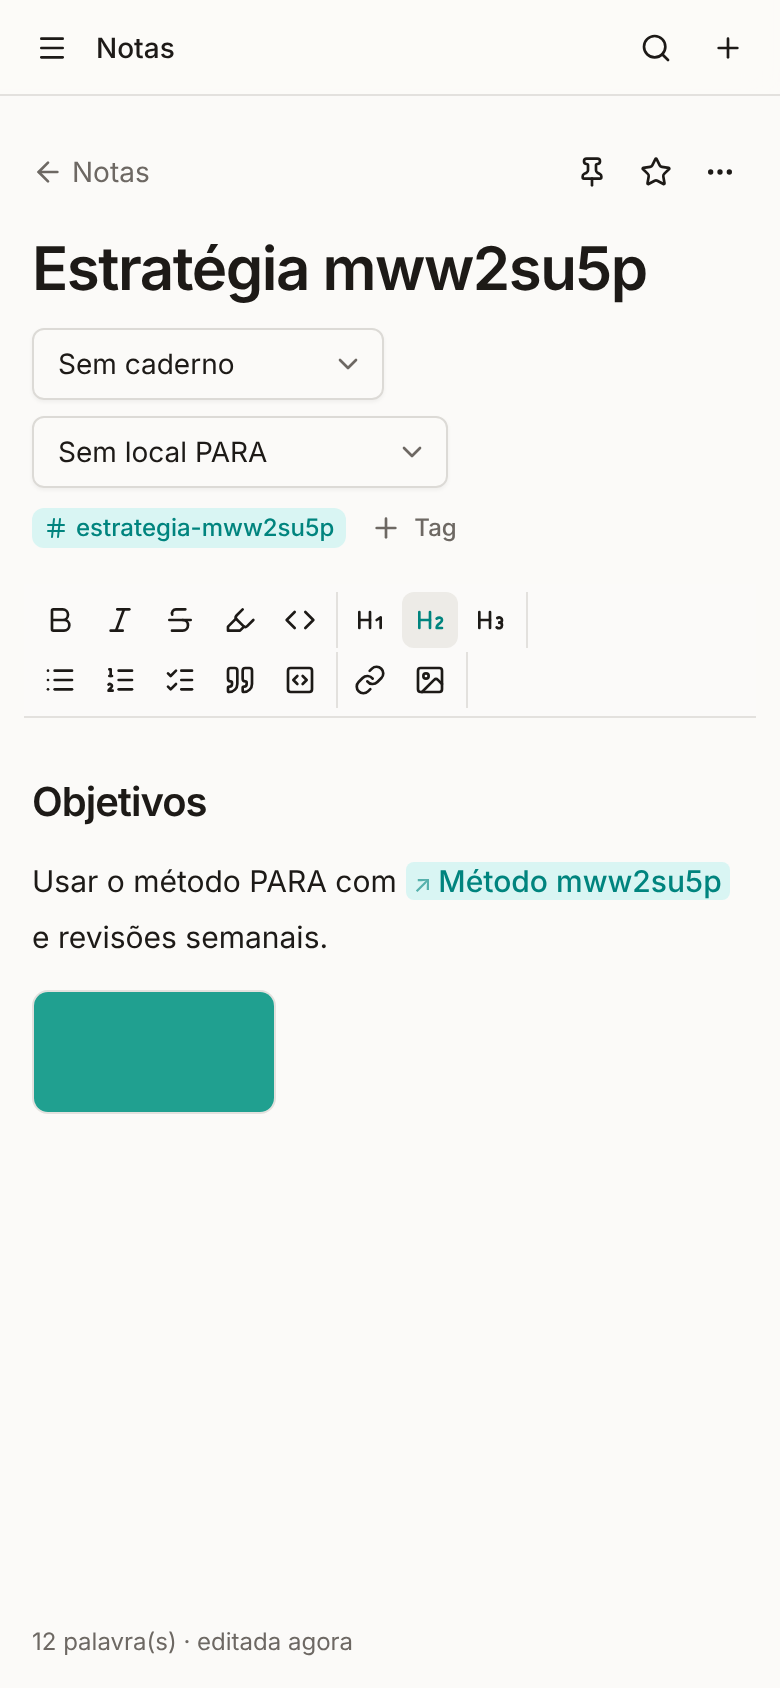 Notas
Notas
Estratégia mww2su5p
Sem caderno
Sem local PARA
# estrategia-mww2su5p + Tag
H1 H2 H3
Objetivos
Usar o método PARA com Método mww2su5p
e revisões semanais.
12 palavra(s) · editada agora